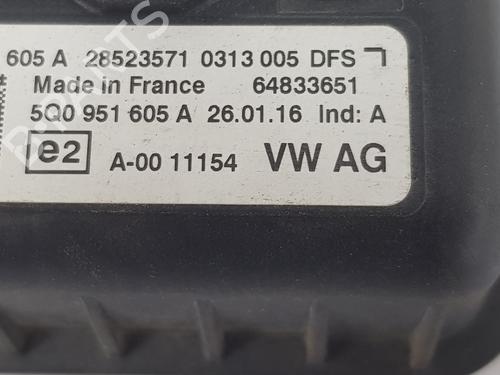 605 A 28523571 0313 005 DFS
Made in France 64833651
5Q0 951 605 A 26.01.16 Ind: A
e2 A-00 11154 VW AG